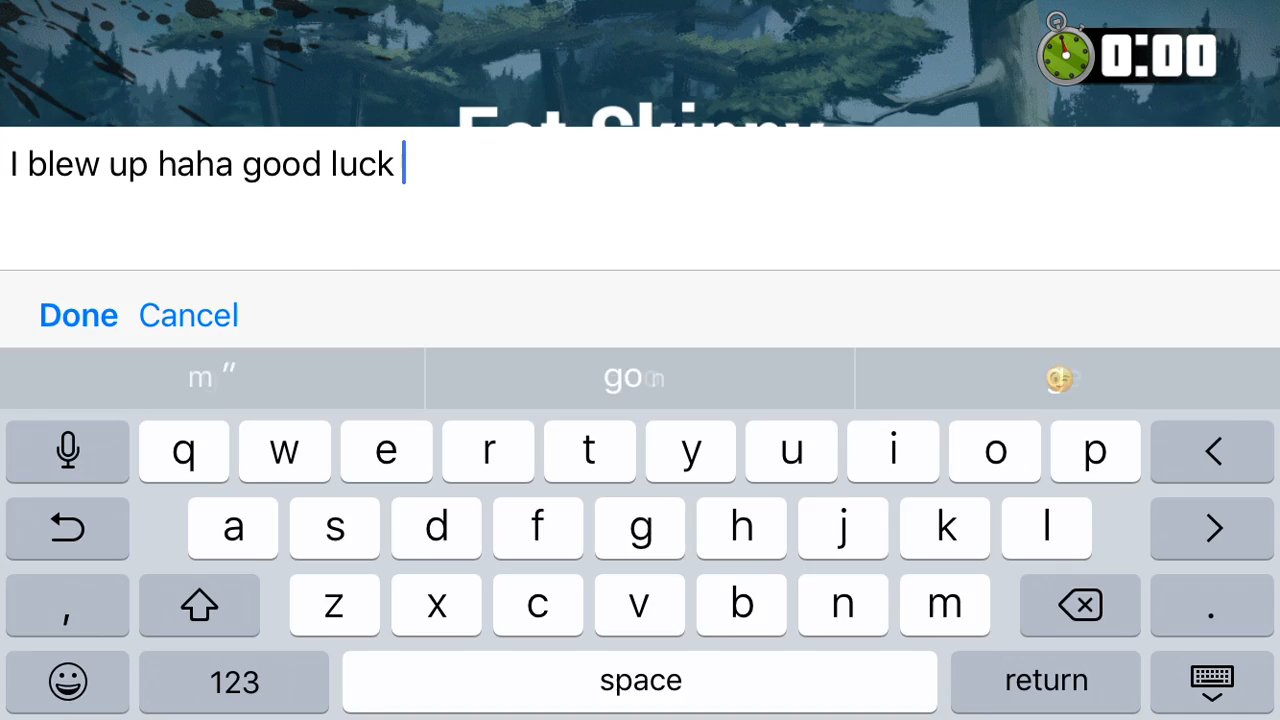 0:00
I blew up haha good luck
Done Cancel
q w e r t y u i o p <
a s d f g h j k l >
, z x c v b n m .
123 space return